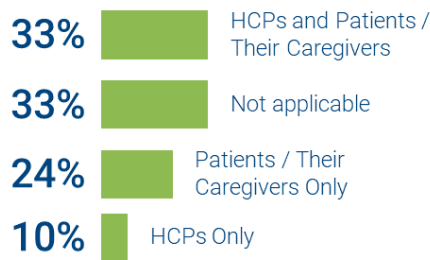 33% HCPs and Patients /
Their Caregivers
33% Not applicable
24% Patients / Their
Caregivers Only
10% HCPs Only